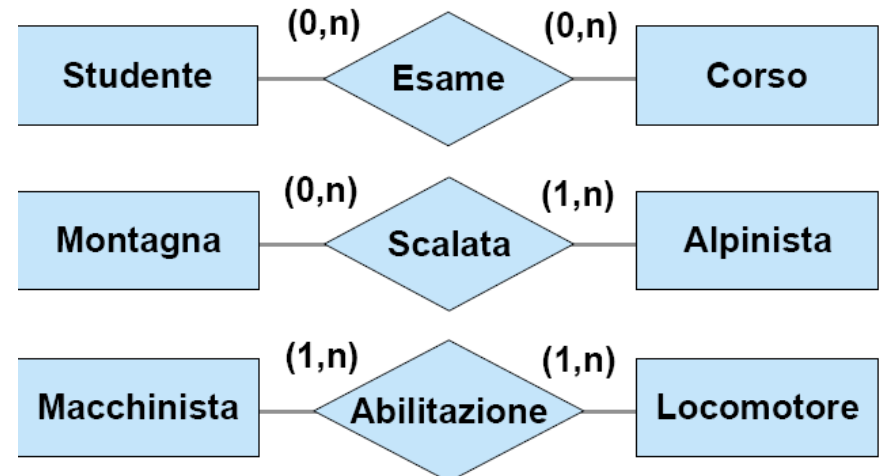 (0,n) (0,n)
Studente Esame Corso
(0,n) (1,n)
Montagna Scalata Alpinista
(1,n) (1,n)
Macchinista Abilitazione Locomotore